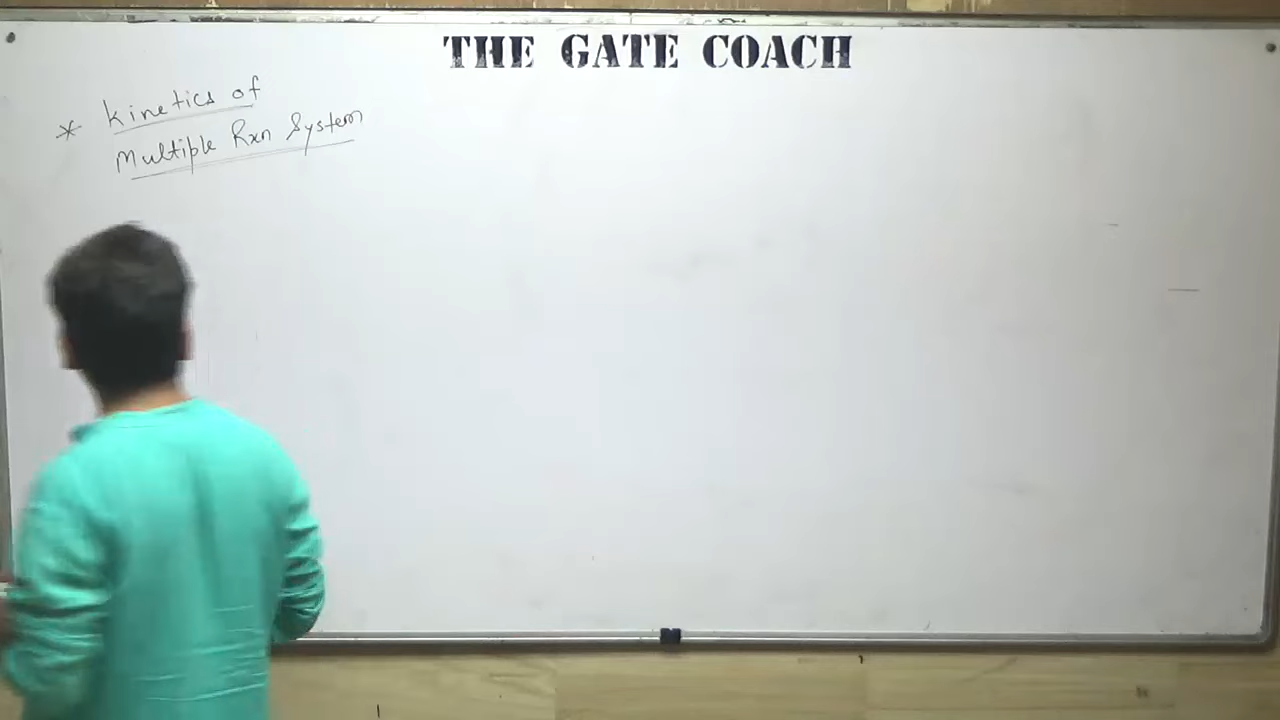 THE GATE COACH
* Kinetics of
Multiple Rxn System